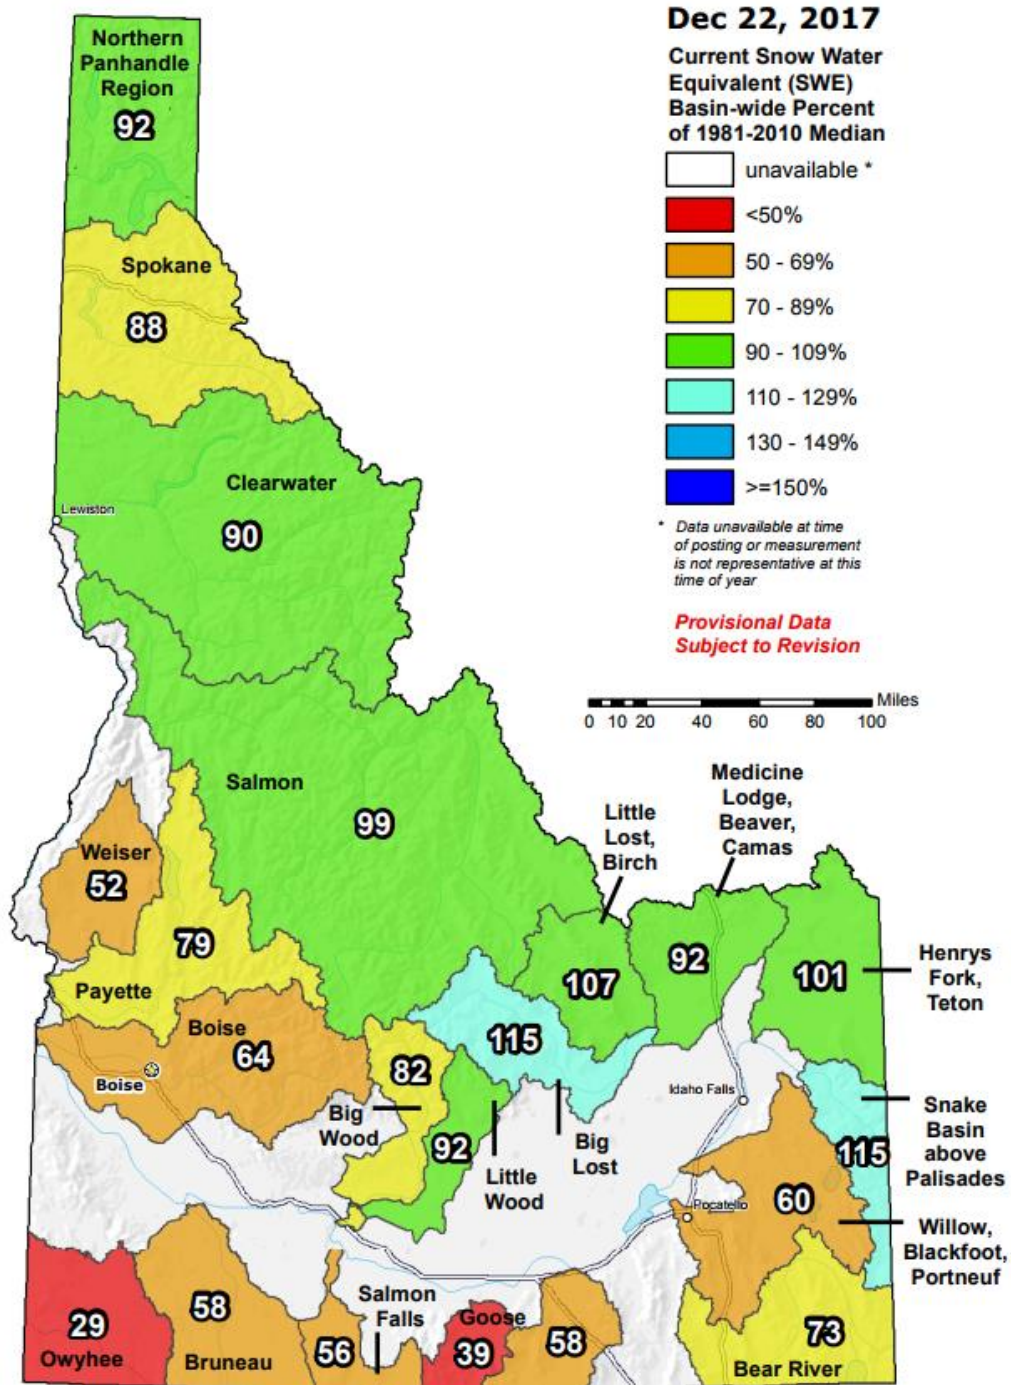 Dec 22, 2017
Current Snow Water
Equivalent (SWE)
Basin-wide Percent
of 1981-2010 Median
unavailable *
<50%
50 - 69%
70 - 89%
90 - 109%
110 - 129%
130 - 149%
>=150%
* Data unavailable at time
of posting or measurement
is not representative at this
time of year
Provisional Data
Subject to Revision
Miles
0 10 20 40 60 80 100
Northern
Panhandle
Region
92
Spokane
88
Clearwater
90
Lewiston
Salmon
99
Weiser
52
79
Payette
Boise
64
Boise
Little
Lost,
Birch
107
Medicine
Lodge,
Beaver,
Camas
92
101
Henrys
Fork,
Teton
115
82
Big
Wood
92
Little
Wood
Big
Lost
Idaho Falls
Snake
Basin
above
Palisades
115
60
Pocatello
Willow,
Blackfoot,
Portneuf
29
Owyhee
58
Bruneau
56
Salmon
Falls
Goose
39
58
73
Bear River